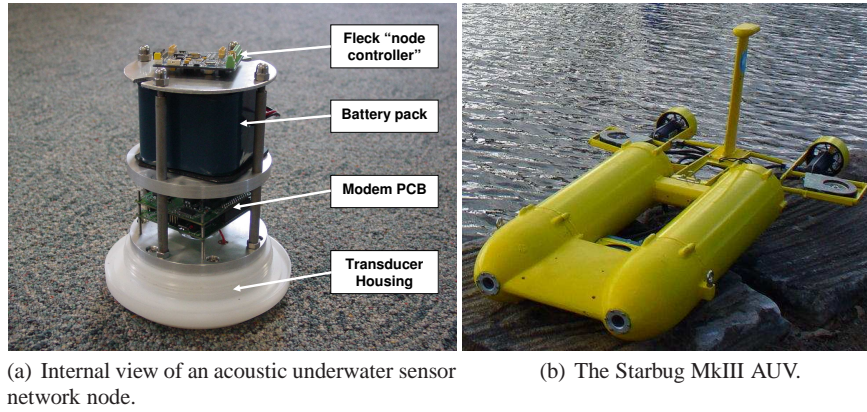 Fleck “node
controller”
Battery pack
Modem PCB
Transducer
Housing
(a) Internal view of an acoustic underwater sensor
network node.
(b) The Starbug MkIII AUV.